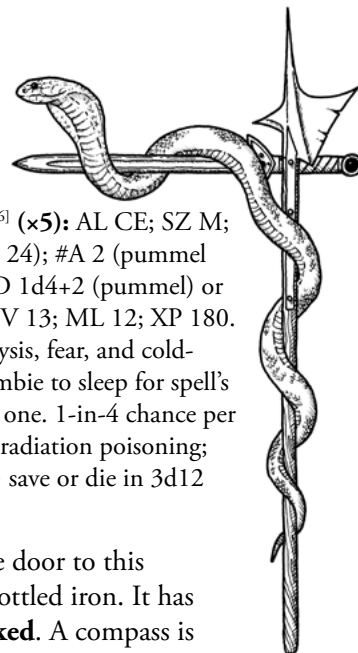 6] (×5): AL CE; SZ M;
24); #A 2 (pummel
D 1d4+2 (pummel) or
V 13; ML 12; XP 180.
ysis, fear, and cold-
mbie to sleep for spell’s
one. 1-in-4 chance per
radiation poisoning;
save or die in 3d12
e door to this
ottled iron. It has
ked. A compass is